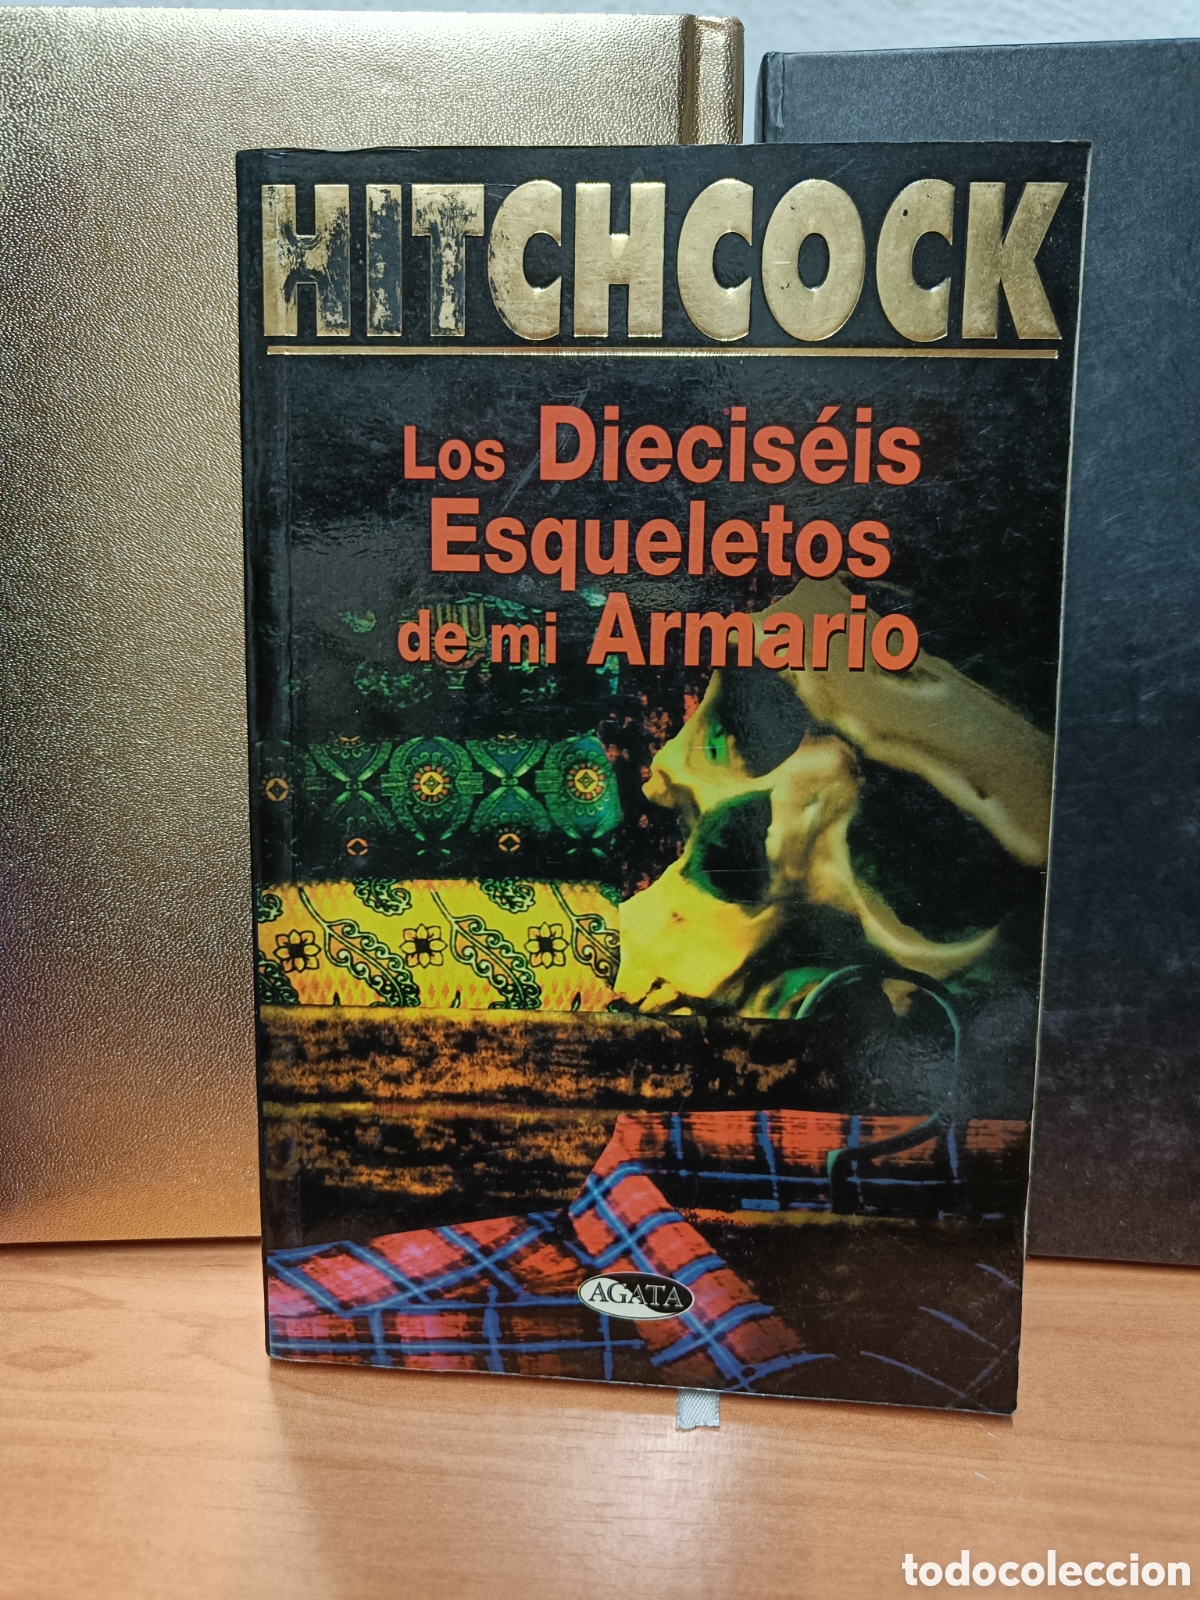 HITCHCOCK
Los Dieciséis
Esqueletos
de mi Armario
AGATA
todocoleccion